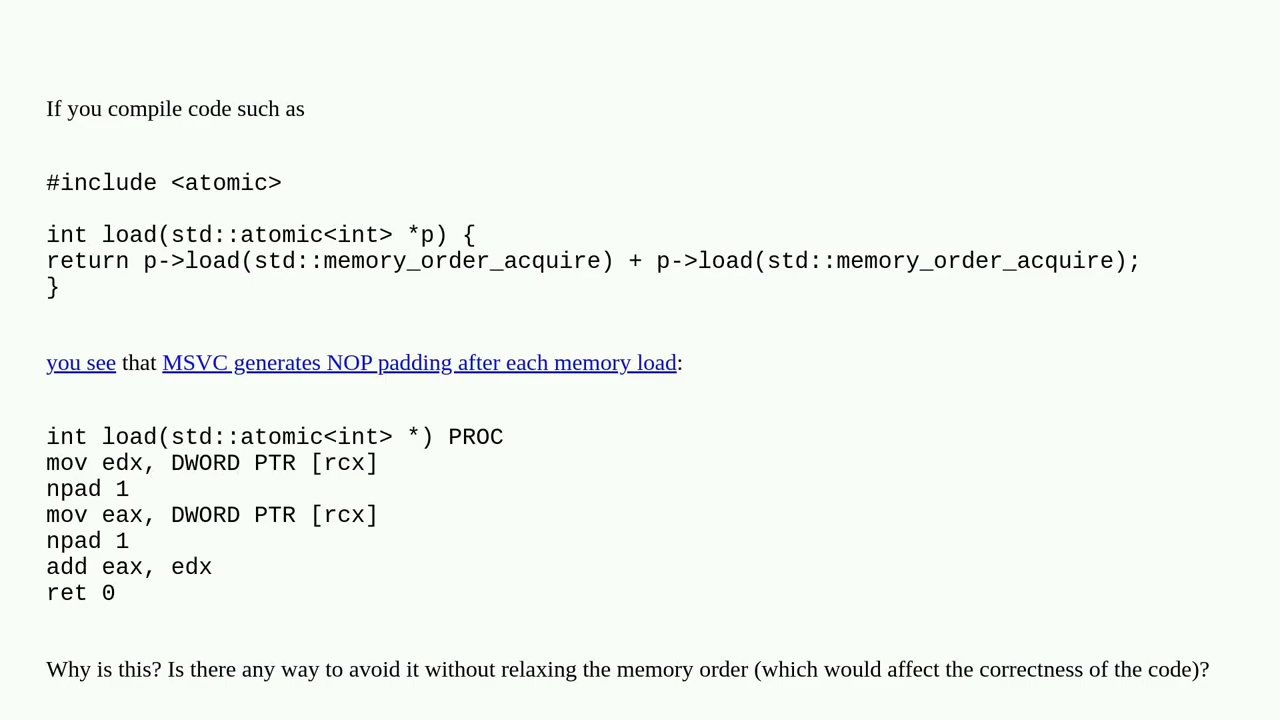 If you compile code such as
#include <atomic>
int load(std::atomic<int> *p) {
return p->load(std::memory_order_acquire) + p->load(std::memory_order_acquire);
}
you see that MSVC generates NOP padding after each memory load:
int load(std::atomic<int> *) PROC
mov edx, DWORD PTR [rcx]
npad 1
mov eax, DWORD PTR [rcx]
npad 1
add eax, edx
ret 0
Why is this? Is there any way to avoid it without relaxing the memory order (which would affect the correctness of the code)?